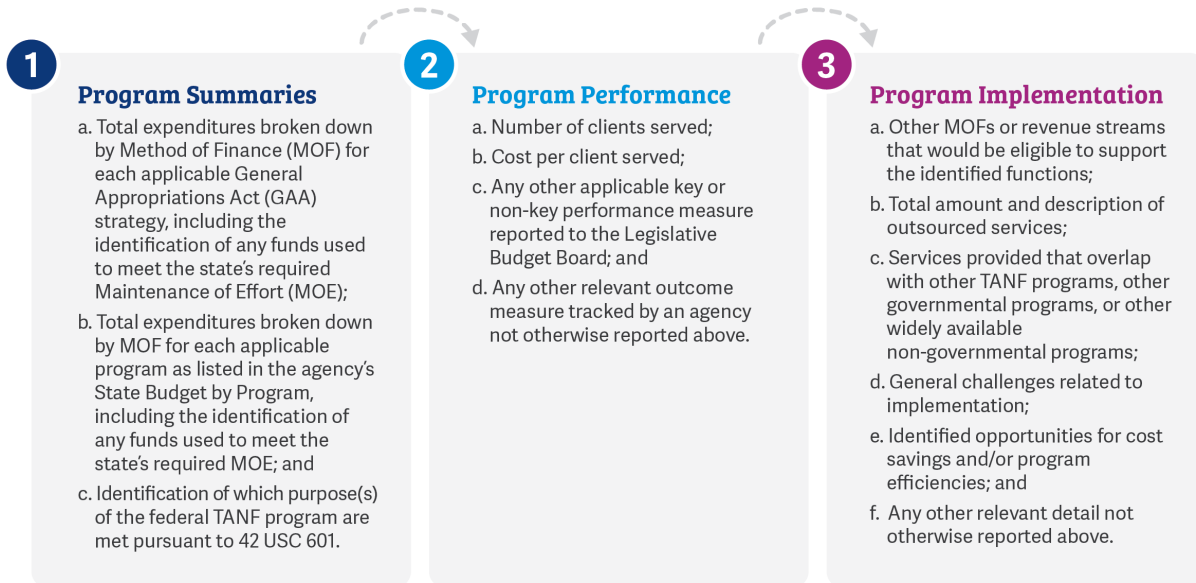 1
Program Summaries
a. Total expenditures broken down
by Method of Finance (MOF) for
each applicable General
Appropriations Act (GAA)
strategy, including the
identification of any funds used
to meet the state’s required
Maintenance of Effort (MOE);
b. Total expenditures broken down
by MOF for each applicable
program as listed in the agency’s
State Budget by Program,
including the identification of
any funds used to meet the
state’s required MOE; and
c. Identification of which purpose(s)
of the federal TANF program are
met pursuant to 42 USC 601.
2
Program Performance
a. Number of clients served;
b. Cost per client served;
c. Any other applicable key or
non-key performance measure
reported to the Legislative
Budget Board; and
d. Any other relevant outcome
measure tracked by an agency
not otherwise reported above.
3
Program Implementation
a. Other MOFs or revenue streams
that would be eligible to support
the identified functions;
b. Total amount and description of
outsourced services;
c. Services provided that overlap
with other TANF programs, other
governmental programs, or other
widely available
non-governmental programs;
d. General challenges related to
implementation;
e. Identified opportunities for cost
savings and/or program
efficiencies; and
f. Any other relevant detail not
otherwise reported above.